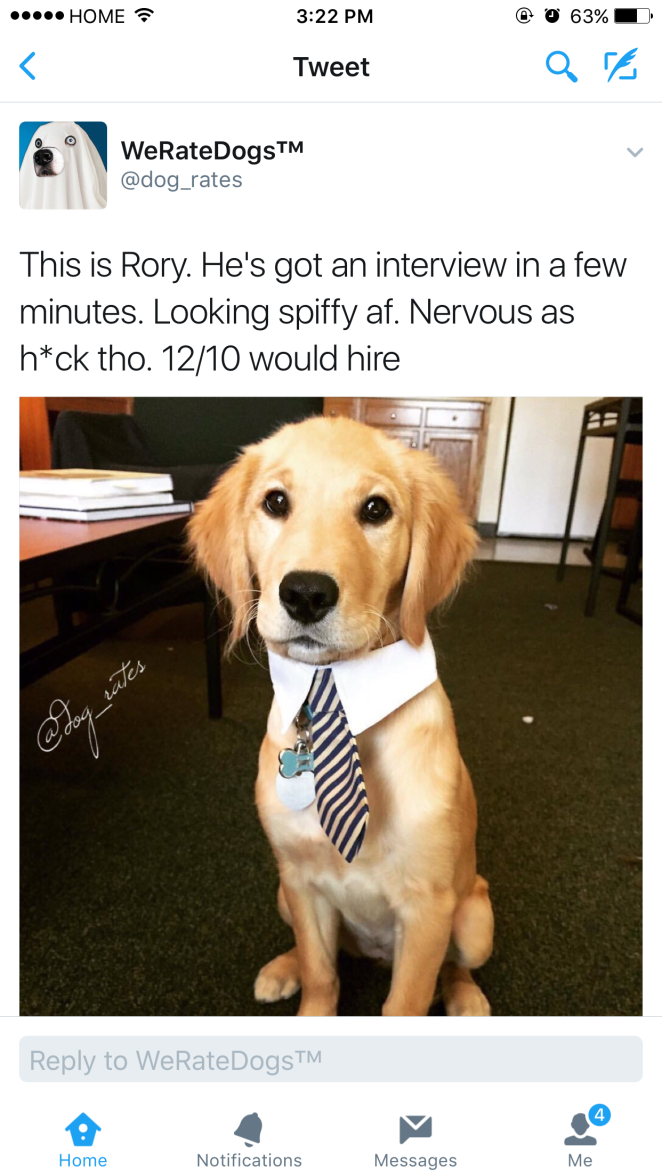 HOME 3:22 PM 63%
Tweet
WeRateDogs™
@dog_rates
This is Rory. He's got an interview in a few
minutes. Looking spiffy af. Nervous as
h*ck tho. 12/10 would hire
@dog_rates
Reply to WeRateDogs™
4
Home Notifications Messages Me